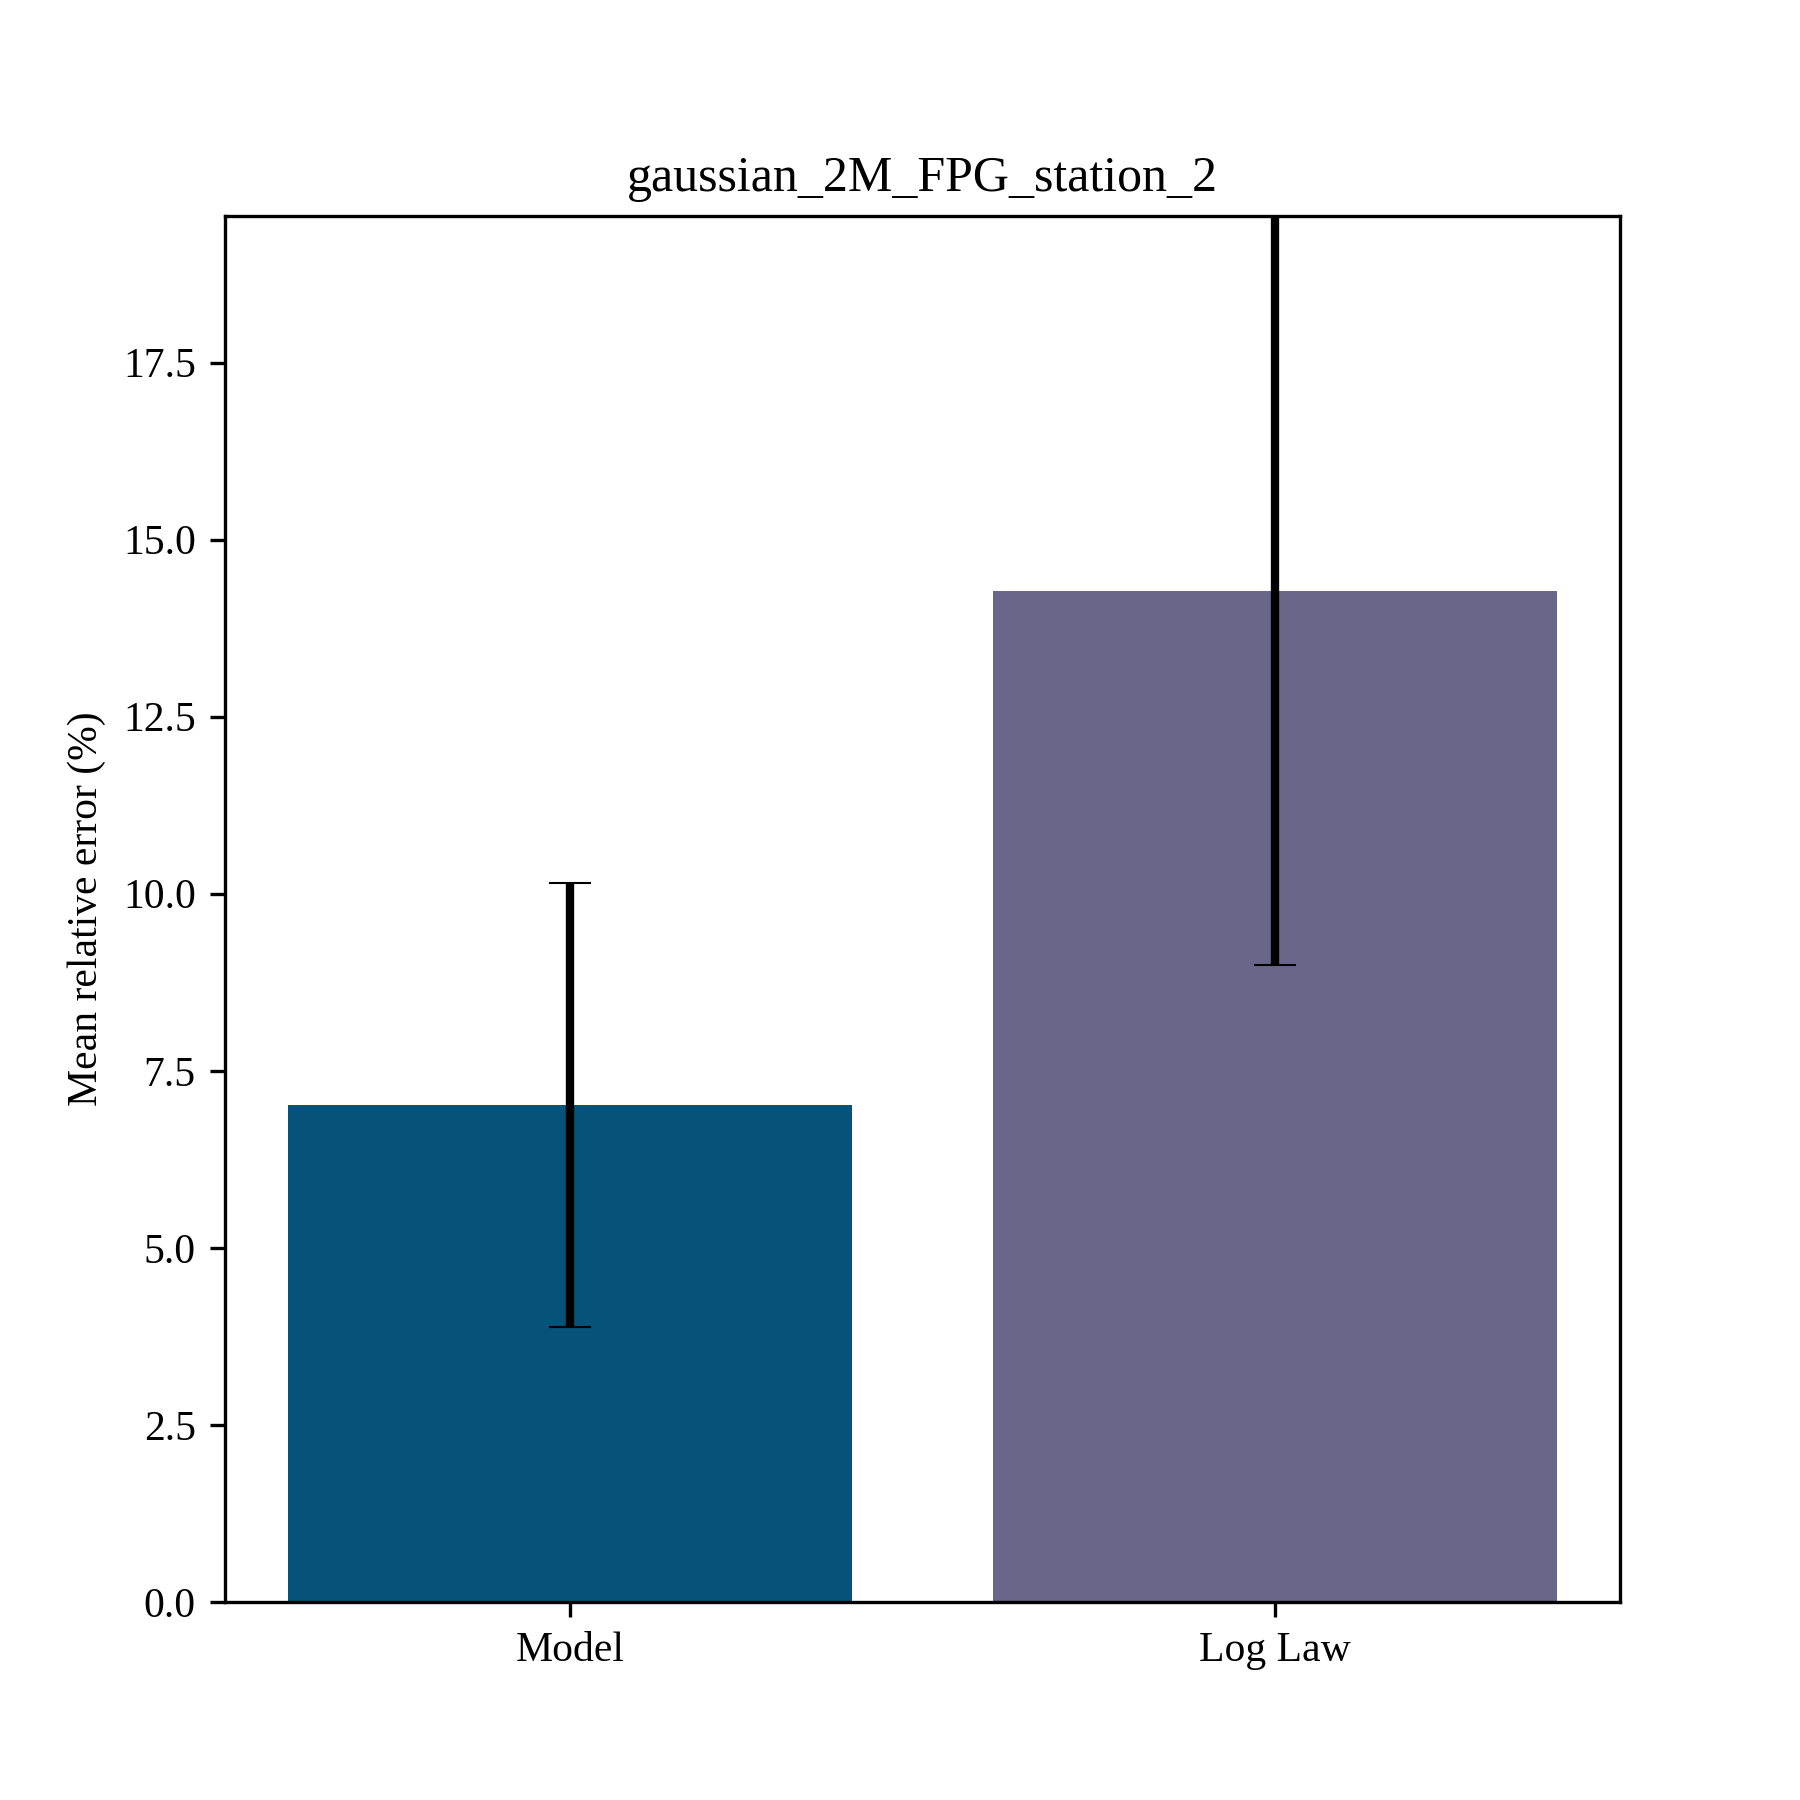 gaussian_2M_FPG_station_2
Mean relative error (%)
17.5
15.0
12.5
10.0
7.5
5.0
2.5
0.0
Model
Log Law